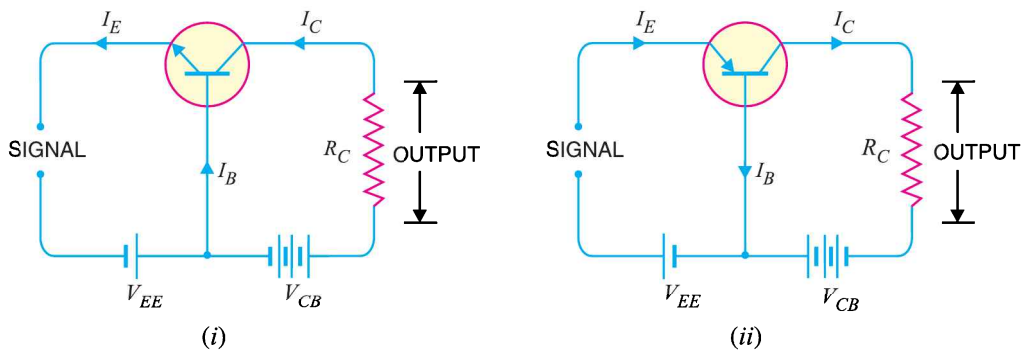 I_E
I_C
SIGNAL
R_C
OUTPUT
I_B
V_EE
V_CB
(i)
I_E
I_C
SIGNAL
R_C
OUTPUT
I_B
V_EE
V_CB
(ii)